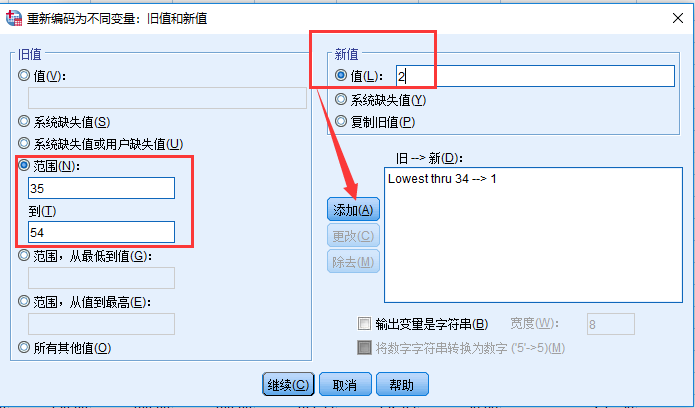 重新编码为不同变量：旧值和新值
旧值
值(V)：
系统缺失值(S)
系统缺失值或用户缺失值(U)
范围(N)：
35
到(T)
54
范围，从最低到值(G)：
范围，从值到最高(E)：
所有其他值(O)
新值
值(L)：
2
系统缺失值(Y)
复制旧值(P)
旧 --> 新(D)：
添加(A)
更改(C)
除去(M)
Lowest thru 34 --> 1
输出变量是字符串(B) 宽度(W)： 8
将数字字符串转换为数字 ('5'->5)(M)
继续(C) 取消 帮助